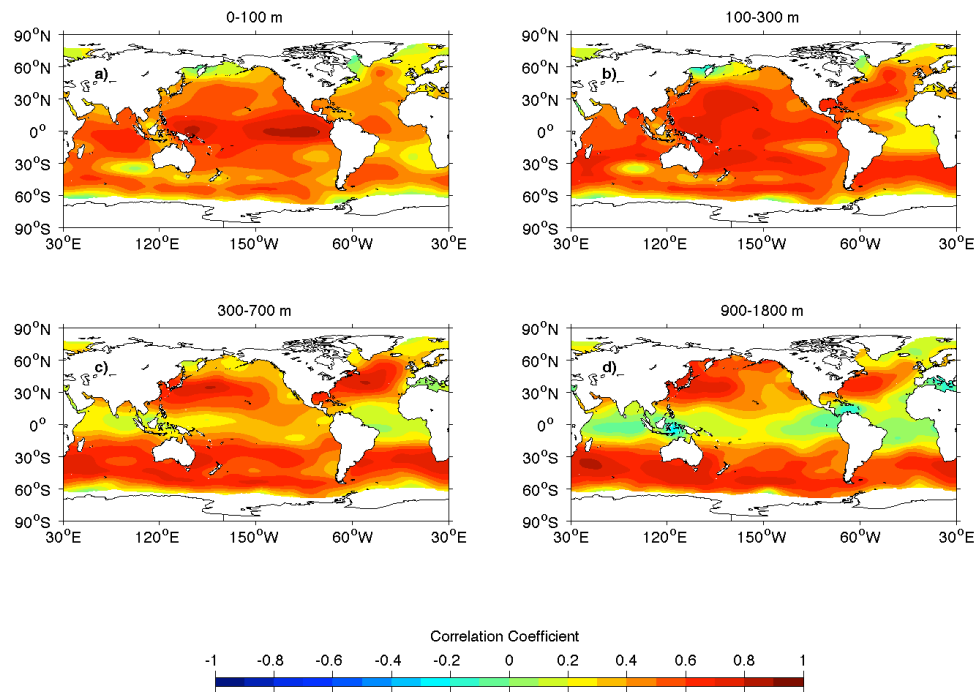 0-100 m
100-300 m
90°N
60°N
30°N
0°
30°S
60°S
90°S
a)
30°E
120°E
150°W
60°W
30°E
90°N
60°N
30°N
0°
30°S
60°S
90°S
b)
30°E
120°E
150°W
60°W
30°E
300-700 m
900-1800 m
90°N
60°N
30°N
0°
30°S
60°S
90°S
c)
30°E
120°E
150°W
60°W
30°E
90°N
60°N
30°N
0°
30°S
60°S
90°S
d)
30°E
120°E
150°W
60°W
30°E
Correlation Coefficient
-1 -0.8 -0.6 -0.4 -0.2 0 0.2 0.4 0.6 0.8 1